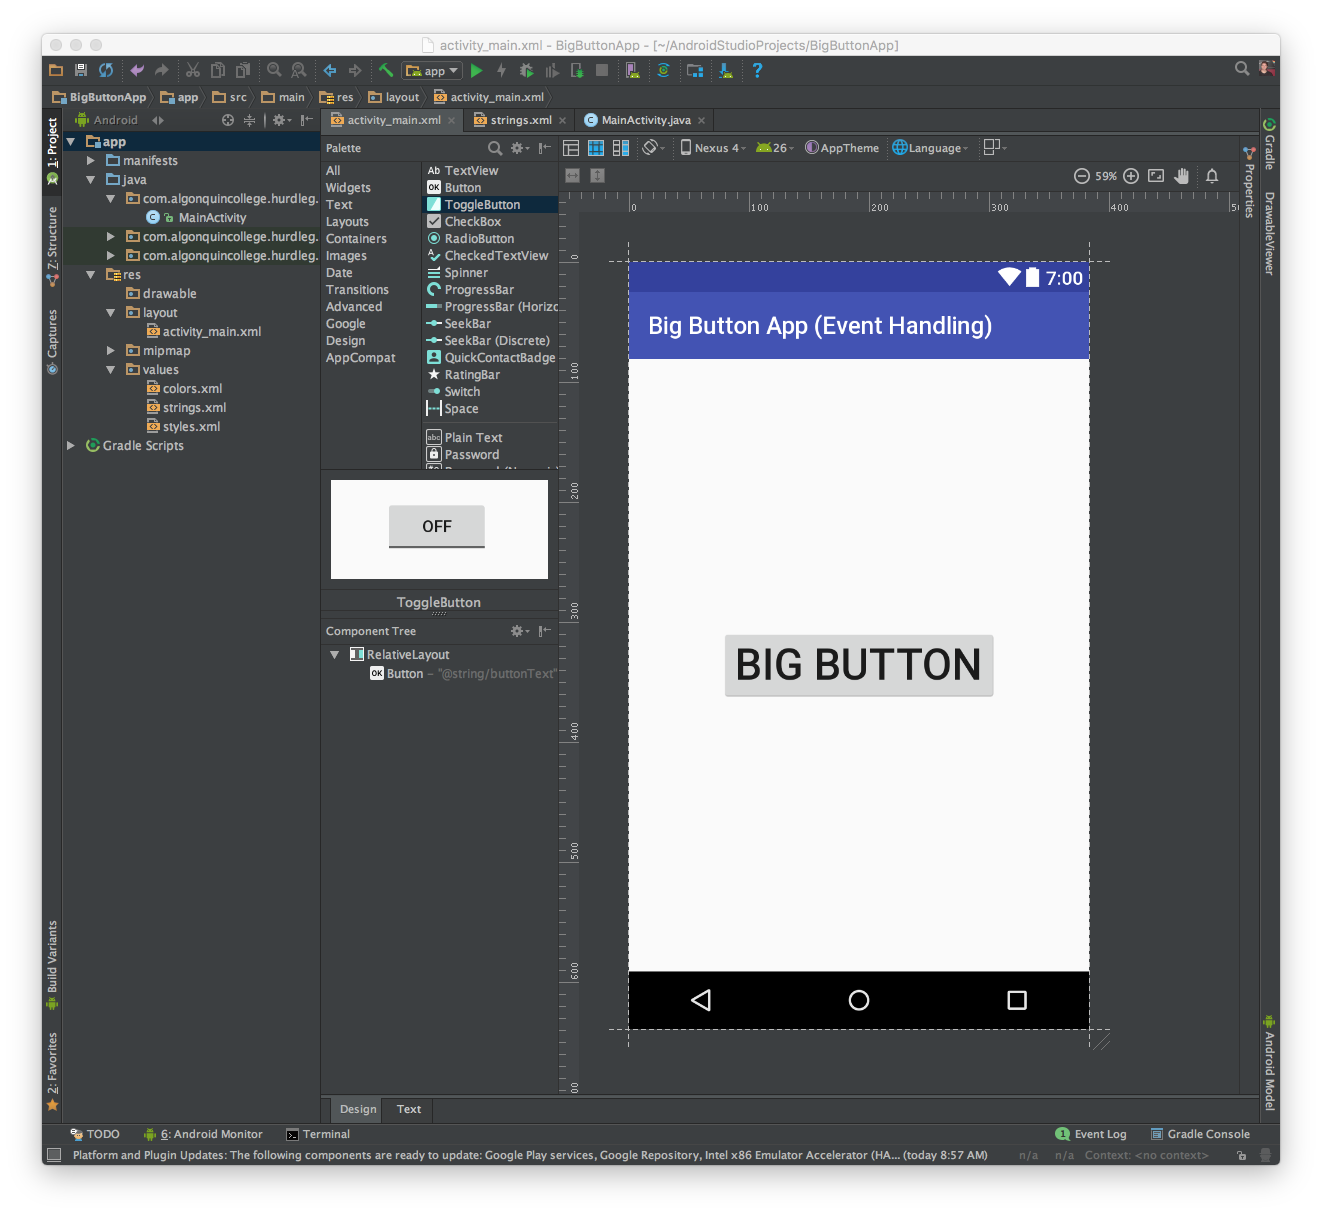 activity_main.xml - BigButtonApp - [~/AndroidStudioProjects/BigButtonApp]
app
BigButtonApp app src main res layout activity_main.xml
1: Project
Z: Structure
Captures
Build Variants
2: Favorites
Android
app
manifests
java
com.algonquincollege.hurdleg.
MainActivity
com.algonquincollege.hurdleg.
com.algonquincollege.hurdleg.
res
drawable
layout
activity_main.xml
mipmap
values
colors.xml
strings.xml
styles.xml
Gradle Scripts
activity_main.xml strings.xml MainActivity.java
Palette
All
Widgets
Text
Layouts
Containers
Images
Date
Transitions
Advanced
Google
Design
AppCompat
Ab TextView
OK Button
ToggleButton
CheckBox
RadioButton
CheckedTextView
Spinner
ProgressBar
ProgressBar (Horizo
SeekBar
SeekBar (Discrete)
QuickContactBadge
RatingBar
Switch
Space
abc Plain Text
Password
OFF
ToggleButton
Component Tree
RelativeLayout
OK Button - "@string/buttonText"
Nexus 4 26 AppTheme Language
59%
0 100 200 300 400
0
100
200
300
400
500
600
7:00
Big Button App (Event Handling)
BIG BUTTON
Gradle
Properties
DrawableViewer
Android Model
Design Text
TODO 6: Android Monitor Terminal 1 Event Log Gradle Console
Platform and Plugin Updates: The following components are ready to update: Google Play services, Google Repository, Intel x86 Emulator Accelerator (HA... (today 8:57 AM) n/a n/a Context: <no context>